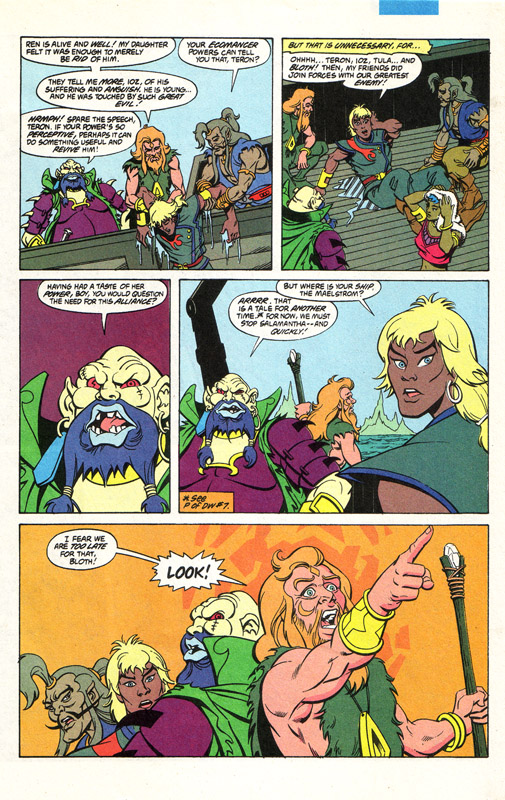 REN IS ALIVE AND WELL! MY DAUGHTER
FELT IT WAS ENOUGH TO MERELY
BE RID OF HIM.
YOUR ECOMANCER
POWERS CAN TELL
YOU THAT, TERON?
THEY TELL ME MORE, IOZ, OF HIS
SUFFERING AND ANGUISH. HE IS YOUNG...
AND HE WAS TOUCHED BY SUCH GREAT
EVIL!
HRMPH! SPARE THE SPEECH,
TERON. IF YOUR POWER'S SO
PERCEPTIVE, PERHAPS IT CAN
DO SOMETHING USEFUL AND
REVIVE HIM!
BUT THAT IS UNNECESSARY, FOR...
OHHHH... TERON, IOZ, TULA... AND
BLOTH! THEN, MY FRIENDS DID
JOIN FORCES WITH OUR GREATEST
ENEMY!
HAVING HAD A TASTE OF HER
POWER, BOY, YOU WOULD QUESTION
THE NEED FOR THIS ALLIANCE?
BUT WHERE IS YOUR SHIP,
THE MAELSTROM?
ARRRR. THAT
IS A TALE FOR ANOTHER
TIME.* FOR NOW, WE MUST
STOP SALAMANTHA--AND
QUICKLY!
*SEE
P OF DW #7.
I FEAR WE
ARE TOO LATE
FOR THAT,
BLOTH!
LOOK!